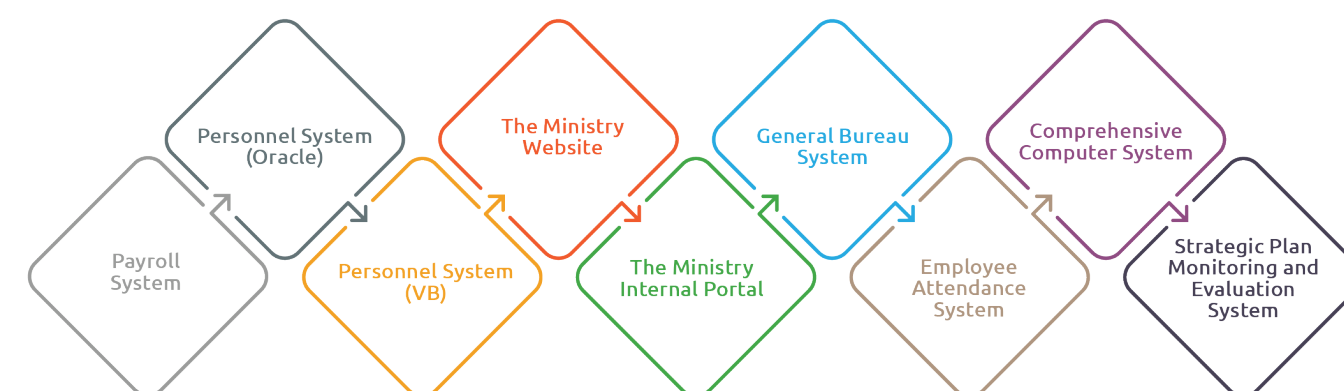 Payroll
System
Personnel System
(Oracle)
Personnel System
(VB)
The Ministry
Website
The Ministry
Internal Portal
General Bureau
System
Employee
Attendance
System
Comprehensive
Computer System
Strategic Plan
Monitoring and
Evaluation
System